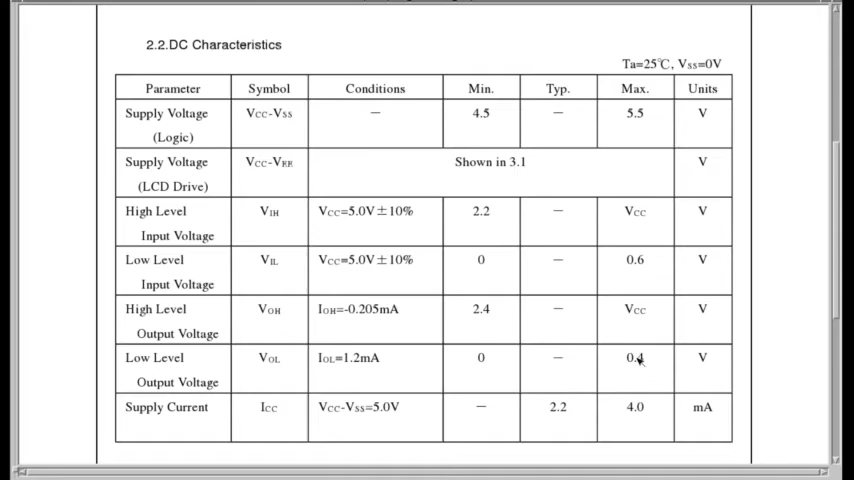 2.2.DC Characteristics
Ta=25℃, VSS=0V
Parameter Symbol Conditions Min. Typ. Max. Units
Supply Voltage (Logic) VCC-VSS — 4.5 — 5.5 V
Supply Voltage (LCD Drive) VCC-VEE Shown in 3.1 V
High Level Input Voltage VIH VCC=5.0V±10% 2.2 — VCC V
Low Level Input Voltage VIL VCC=5.0V±10% 0 — 0.6 V
High Level Output Voltage VOH IOH=-0.205mA 2.4 — VCC V
Low Level Output Voltage VOL IOL=1.2mA 0 — 0.4 V
Supply Current ICC VCC-VSS=5.0V — 2.2 4.0 mA